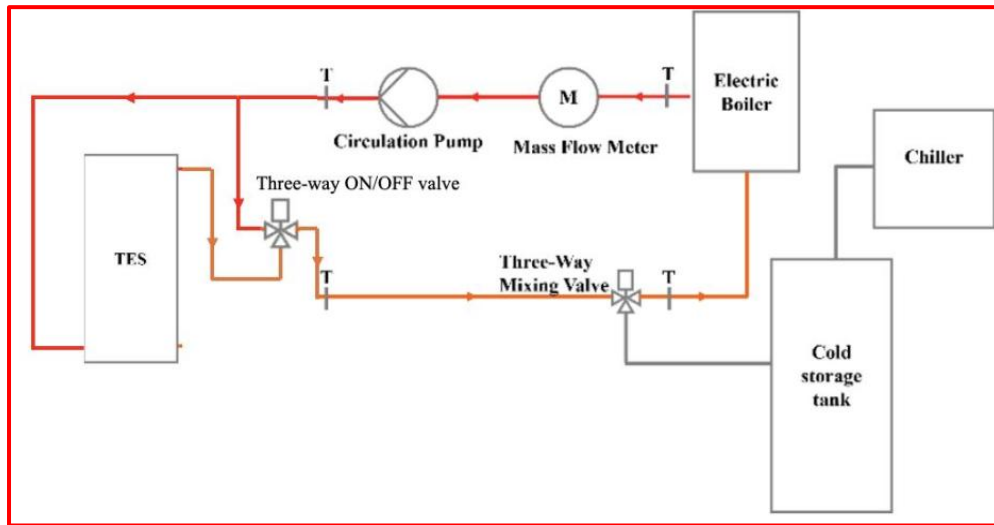 T
T
Electric
Boiler
M
Circulation Pump
Mass Flow Meter
Chiller
Three-way ON/OFF valve
TES
T
Three-Way
Mixing Valve
T
Cold
storage
tank